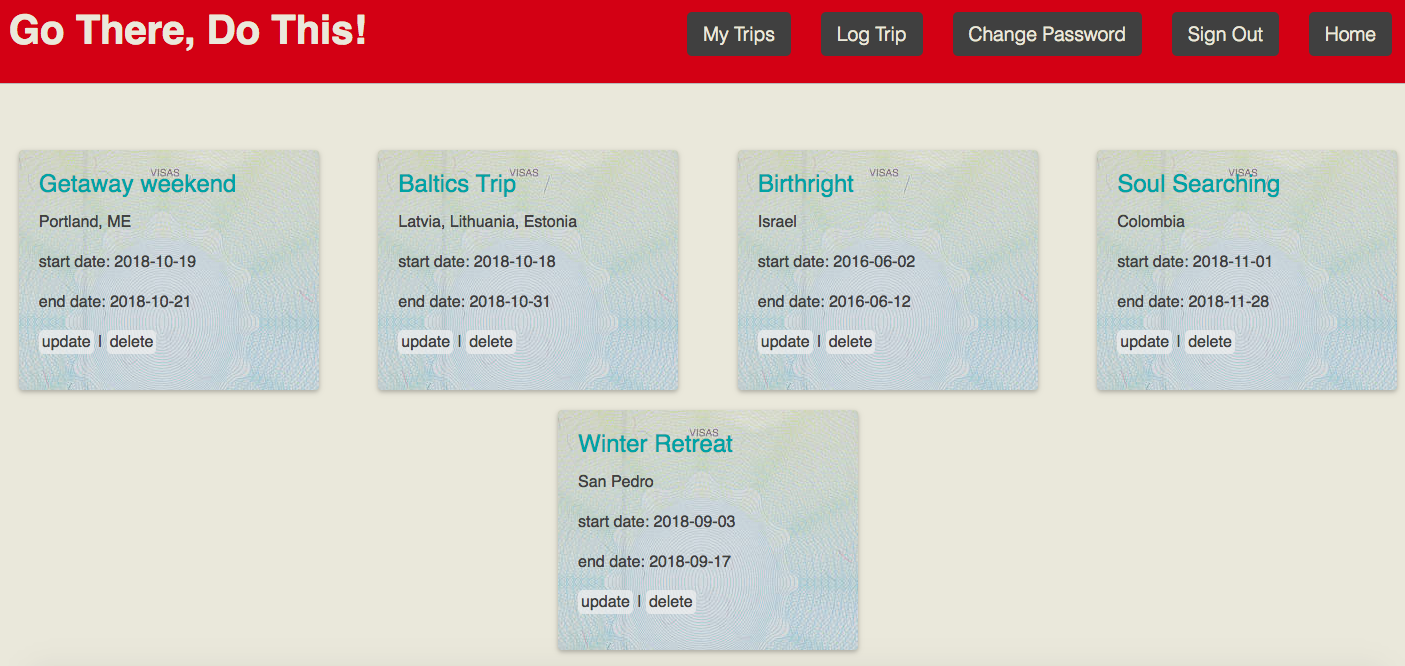 Go There, Do This!
My Trips
Log Trip
Change Password
Sign Out
Home
VISAS
Getaway weekend
Portland, ME
start date: 2018-10-19
end date: 2018-10-21
update | delete
VISAS
Baltics Trip
Latvia, Lithuania, Estonia
start date: 2018-10-18
end date: 2018-10-31
update | delete
VISAS
Birthright
Israel
start date: 2016-06-02
end date: 2016-06-12
update | delete
VISAS
Soul Searching
Colombia
start date: 2018-11-01
end date: 2018-11-28
update | delete
VISAS
Winter Retreat
San Pedro
start date: 2018-09-03
end date: 2018-09-17
update | delete